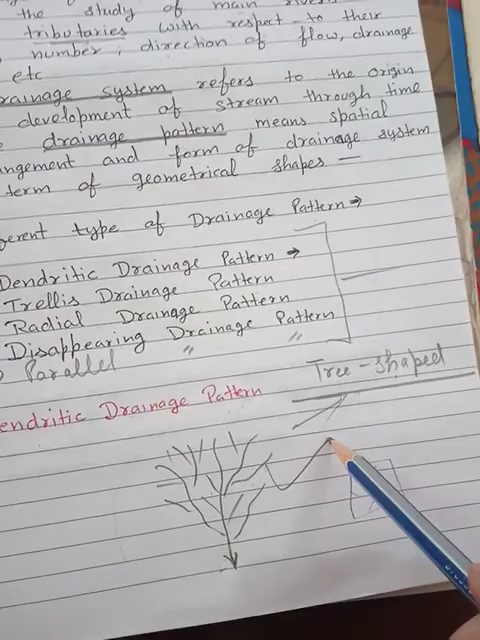 the study of main rivers
tributaries with respect to their
number, direction of flow, drainage
etc
rainage system refers to the origin
development of stream through time
drainage pattern means spatial
angement and form of drainage system
term of geometrical shapes —
erent type of Drainage Pattern →
Dendritic Drainage Pattern →
Trellis Drainage Pattern
Radial Drainage Pattern
Disappearing Drainage Pattern
Parallel " "
Tree - shaped
endritic Drainage Pattern